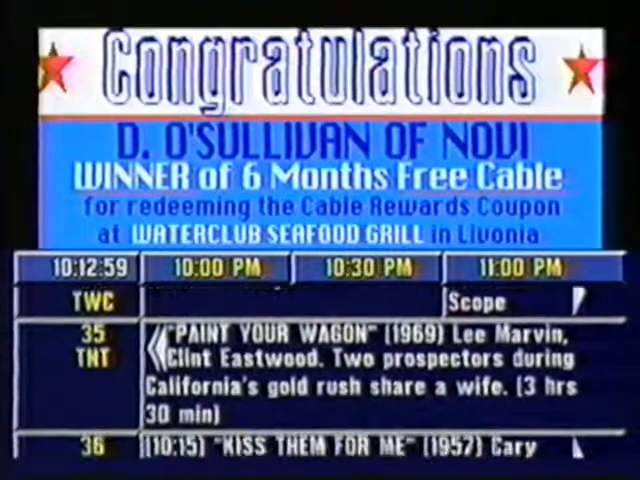 Congratulations
D. O'SULLIVAN OF NOVI
WINNER of 6 Months Free Cable
for redeeming the Cable Rewards Coupon
at WATERCLUB SEAFOOD GRILL in Livonia
10:12:59 10:00 PM 10:30 PM 11:00 PM
TWC Scope
35 "PAINT YOUR WAGON" (1969) Lee Marvin,
TNT Clint Eastwood. Two prospectors during
California's gold rush share a wife. (3 hrs
30 min)
36 (10:15) "KISS THEM FOR ME" (1957) Cary